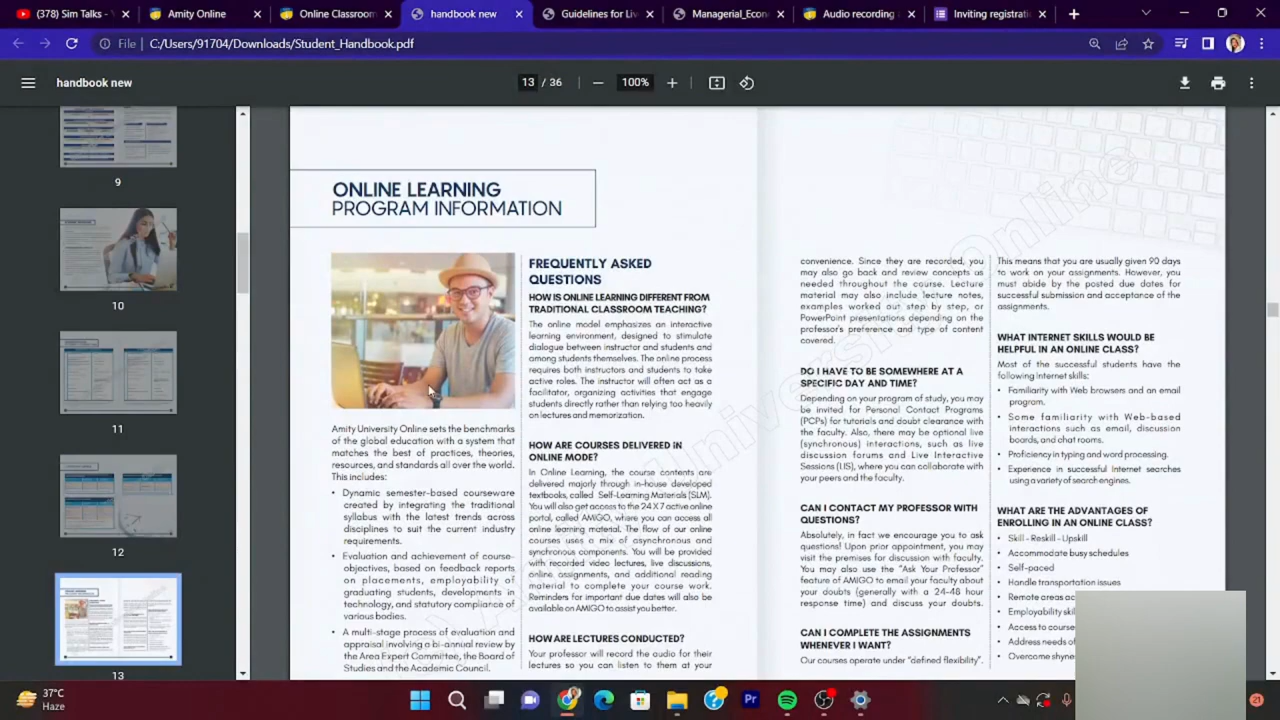 (378) Sim Talks -
Amity Online
Online Classroom
handbook new
Guidelines for Liv
Managerial_Econ
Audio recording a
Inviting registrati
File
C:/Users/91704/Downloads/Student_Handbook.pdf
handbook new
13 / 36
100%
9
10
11
12
13
ONLINE LEARNING
PROGRAM INFORMATION
Amity University Online sets the benchmarks
of the global education with a system that
matches the best of practices, theories,
resources, and standards all over the world.
This includes:
• Dynamic semester-based courseware
created by integrating the traditional
syllabus with the latest trends across
disciplines to suit the current industry
requirements.
• Evaluation and achievement of course-
objectives, based on feedback reports
on placements, employability of
graduating students, developments in
technology, and statutory compliance of
various bodies.
• A multi-stage process of evaluation and
appraisal involving a bi-annual review by
the Area Expert Committee, the Board of
Studies and the Academic Council.
FREQUENTLY ASKED
QUESTIONS
HOW IS ONLINE LEARNING DIFFERENT FROM
TRADITIONAL CLASSROOM TEACHING?
The online model emphasizes an interactive
learning environment, designed to stimulate
dialogue between instructor and students and
among students themselves. The online process
requires both instructors and students to take
active roles. The instructor will often act as a
facilitator, organizing activities that engage
students directly rather than relying too heavily
on lectures and memorization.
HOW ARE COURSES DELIVERED IN
ONLINE MODE?
In Online Learning, the course contents are
delivered majorly through in-house developed
textbooks, called Self-Learning Materials (SLM).
You will also get access to the 24 X 7 active online
portal, called AMIGO, where you can access all
online learning material. The flow of our online
courses uses a mix of asynchronous and
synchronous components. You will be provided
with recorded video lectures, live discussions,
online assignments, and additional reading
material to complete your course work.
Reminders for important due dates will also be
available on AMIGO to assist you better.
HOW ARE LECTURES CONDUCTED?
Your professor will record the audio for their
lectures so you can listen to them at your
convenience. Since they are recorded, you
may also go back and review concepts as
needed throughout the course. Lecture
material may also include lecture notes,
examples worked out step by step, or
PowerPoint presentations depending on the
professor's preference and type of content
covered.
DO I HAVE TO BE SOMEWHERE AT A
SPECIFIC DAY AND TIME?
Depending on your program of study, you may
be invited for Personal Contact Programs
(PCPs) for tutorials and doubt clearance with
the faculty. Also, there may be optional live
(synchronous) interactions, such as live
discussion forums and Live Interactive
Sessions (LIS), where you can collaborate with
your peers and the faculty.
CAN I CONTACT MY PROFESSOR WITH
QUESTIONS?
Absolutely, in fact we encourage you to ask
questions! Upon prior appointment, you may
visit the premises for discussion with faculty.
You may also use the "Ask Your Professor"
feature of AMIGO to email your faculty about
your doubts (generally with a 24-48 hour
response time) and discuss your doubts.
CAN I COMPLETE THE ASSIGNMENTS
WHENEVER I WANT?
Our courses operate under "defined flexibility".
This means that you are usually given 90 days
to work on your assignments. However, you
must abide by the posted due dates for
successful submission and acceptance of the
assignments.
WHAT INTERNET SKILLS WOULD BE
HELPFUL IN AN ONLINE CLASS?
Most of the successful students have the
following Internet skills:
• Familiarity with Web browsers and an email
program.
• Some familiarity with Web-based
interactions such as email, discussion
boards, and chat rooms.
• Proficiency in typing and word processing.
• Experience in successful Internet searches
using a variety of search engines.
WHAT ARE THE ADVANTAGES OF
ENROLLING IN AN ONLINE CLASS?
• Skill - Reskill - Upskill
• Accommodate busy schedules
• Self-paced
• Handle transportation issues
• Remote areas ac
• Employability skil
• Access to course
• Address needs of
• Overcome shyne
37°C
Haze
21